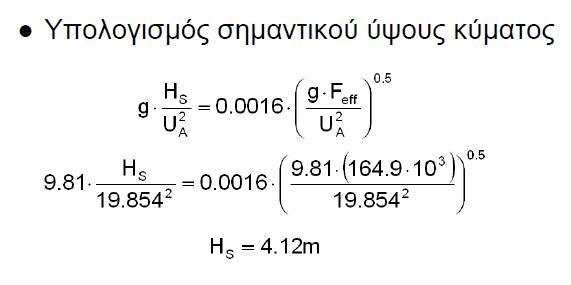 ● Υπολογισμός σημαντικού ύψους κύματος
g · H_S / U_A^2 = 0.0016 · (g · F_eff / U_A^2)^0.5
9.81 · H_S / 19.854^2 = 0.0016 · (9.81 · (164.9 · 10^3) / 19.854^2)^0.5
H_S = 4.12m